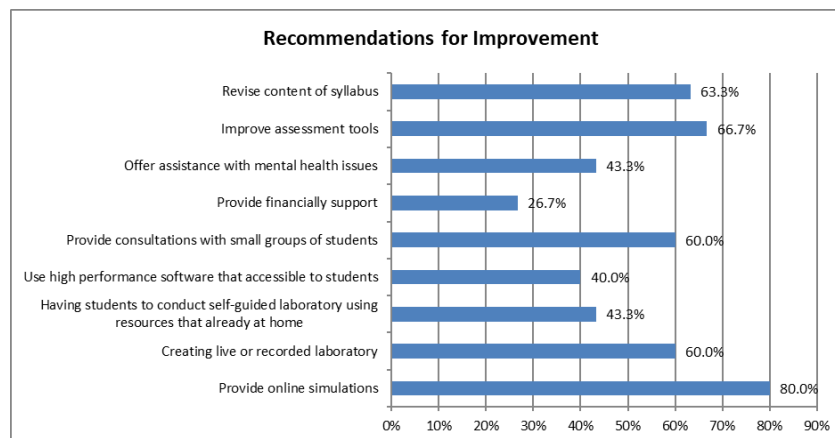 Recommendations for Improvement
Revise content of syllabus
63.3%
Improve assessment tools
66.7%
Offer assistance with mental health issues
43.3%
Provide financially support
26.7%
Provide consultations with small groups of students
60.0%
Use high performance software that accessible to students
40.0%
Having students to conduct self-guided laboratory using
resources that already at home
43.3%
Creating live or recorded laboratory
60.0%
Provide online simulations
80.0%
0% 10% 20% 30% 40% 50% 60% 70% 80% 90%